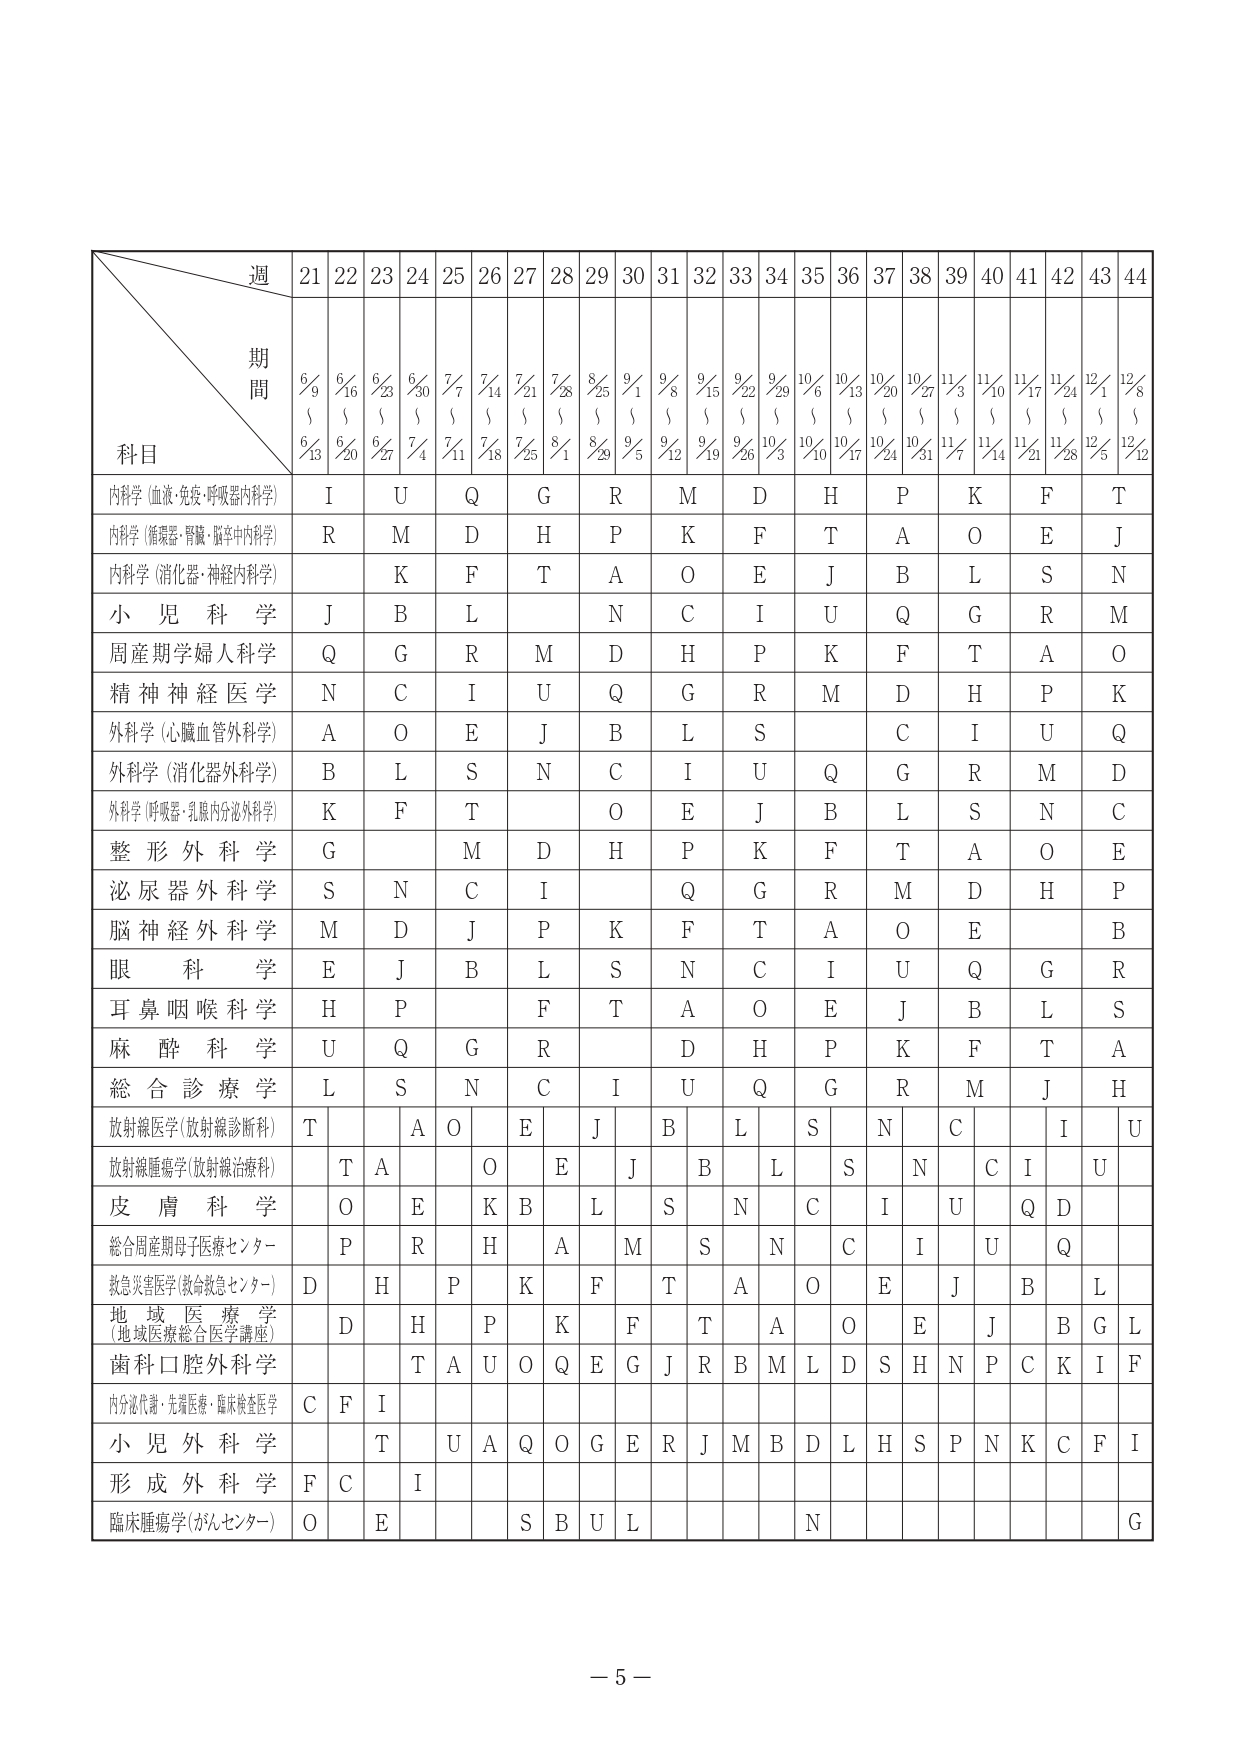 週 21 22 23 24 25 26 27 28 29 30 31 32 33 34 35 36 37 38 39 40 41 42 43 44
期間 6/9〜6/13 6/16〜6/20 6/23〜6/27 6/30〜7/4 7/7〜7/11 7/14〜7/18 7/21〜7/25 7/28〜8/1 8/25〜8/29 9/1〜9/5 9/8〜9/12 9/15〜9/19 9/22〜9/26 9/29〜10/3 10/6〜10/10 10/13〜10/17 10/20〜10/24 10/27〜10/31 11/3〜11/7 11/10〜11/14 11/17〜11/21 11/24〜11/28 12/1〜12/5 12/8〜12/12
科目
内科学(血液・免疫・呼吸器内科学) I U Q G R M D H P K F T
内科学(循環器・腎臓・脳卒中内科学) R M D H P K F T A O E J
内科学(消化器・神経内科学) K F T A O E J B L S N
小児科学 J B L N C I U Q G R M
周産期学婦人科学 Q G R M D H P K F T A O
精神神経医学 N C I U Q G R M D H P K
外科学(心臓血管外科学) A O E J B L S C I U Q
外科学(消化器外科学) B L S N C I U Q G R M D
外科学(呼吸器・乳腺内分泌外科学) K F T O E J B L S N C
整形外科学 G M D H P K F T A O E
泌尿器外科学 S N C I Q G R M D H P
脳神経外科学 M D J P K F T A O E B
眼科学 E J B L S N C I U Q G R
耳鼻咽喉科学 H P F T A O E J B L S
麻酔科学 U Q G R D H P K F T A
総合診療学 L S N C I U Q G R M J H
放射線医学(放射線診断科) T A O E J B L S N C I U
放射線腫瘍学(放射線治療科) T A O E J B L S N C I U
皮膚科学 O E K B L S N C I U Q D
総合周産期母子医療センター P R H A M S N C I U Q
救急災害医学(救命救急センター) D H P K F T A O E J B L
地域医療学
(地域医療総合医学講座) D H P K F T A O E J B G L
歯科口腔外科学 T A U O Q E G J R B M L D S H N P C K I F
内分泌代謝・先端医療・臨床検査医学 C F I
小児外科学 T U A Q O G E R J M B D L H S P N K C F I
形成外科学 F C I
臨床腫瘍学(がんセンター) O E S B U L N G
― 5 ―